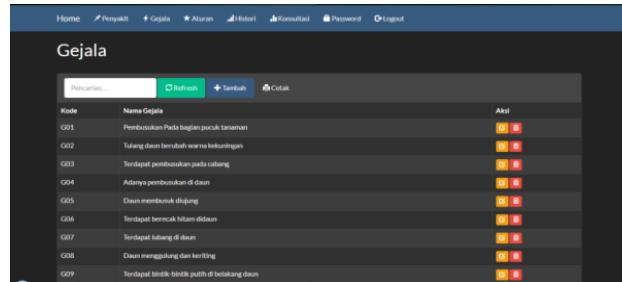 Home Penyakit Gejala Aturan Histori Konsultasi Password Logout
Gejala
Pencarian... Refresh Tambah Cetak
Kode Nama Gejala Aksi
G01 Pembusukan Pada bagian pucuk tanaman
G02 Tulang daun berubah warna kekuningan
G03 Terdapat pembusukan pada cabang
G04 Adanya pembusukan di daun
G05 Daun membusuk diujung
G06 Terdapat berecak hitam didaun
G07 Terdapat lubang di daun
G08 Daun menggulung dan keriting
G09 Terdapat bintik-bintik putih di belakang daun